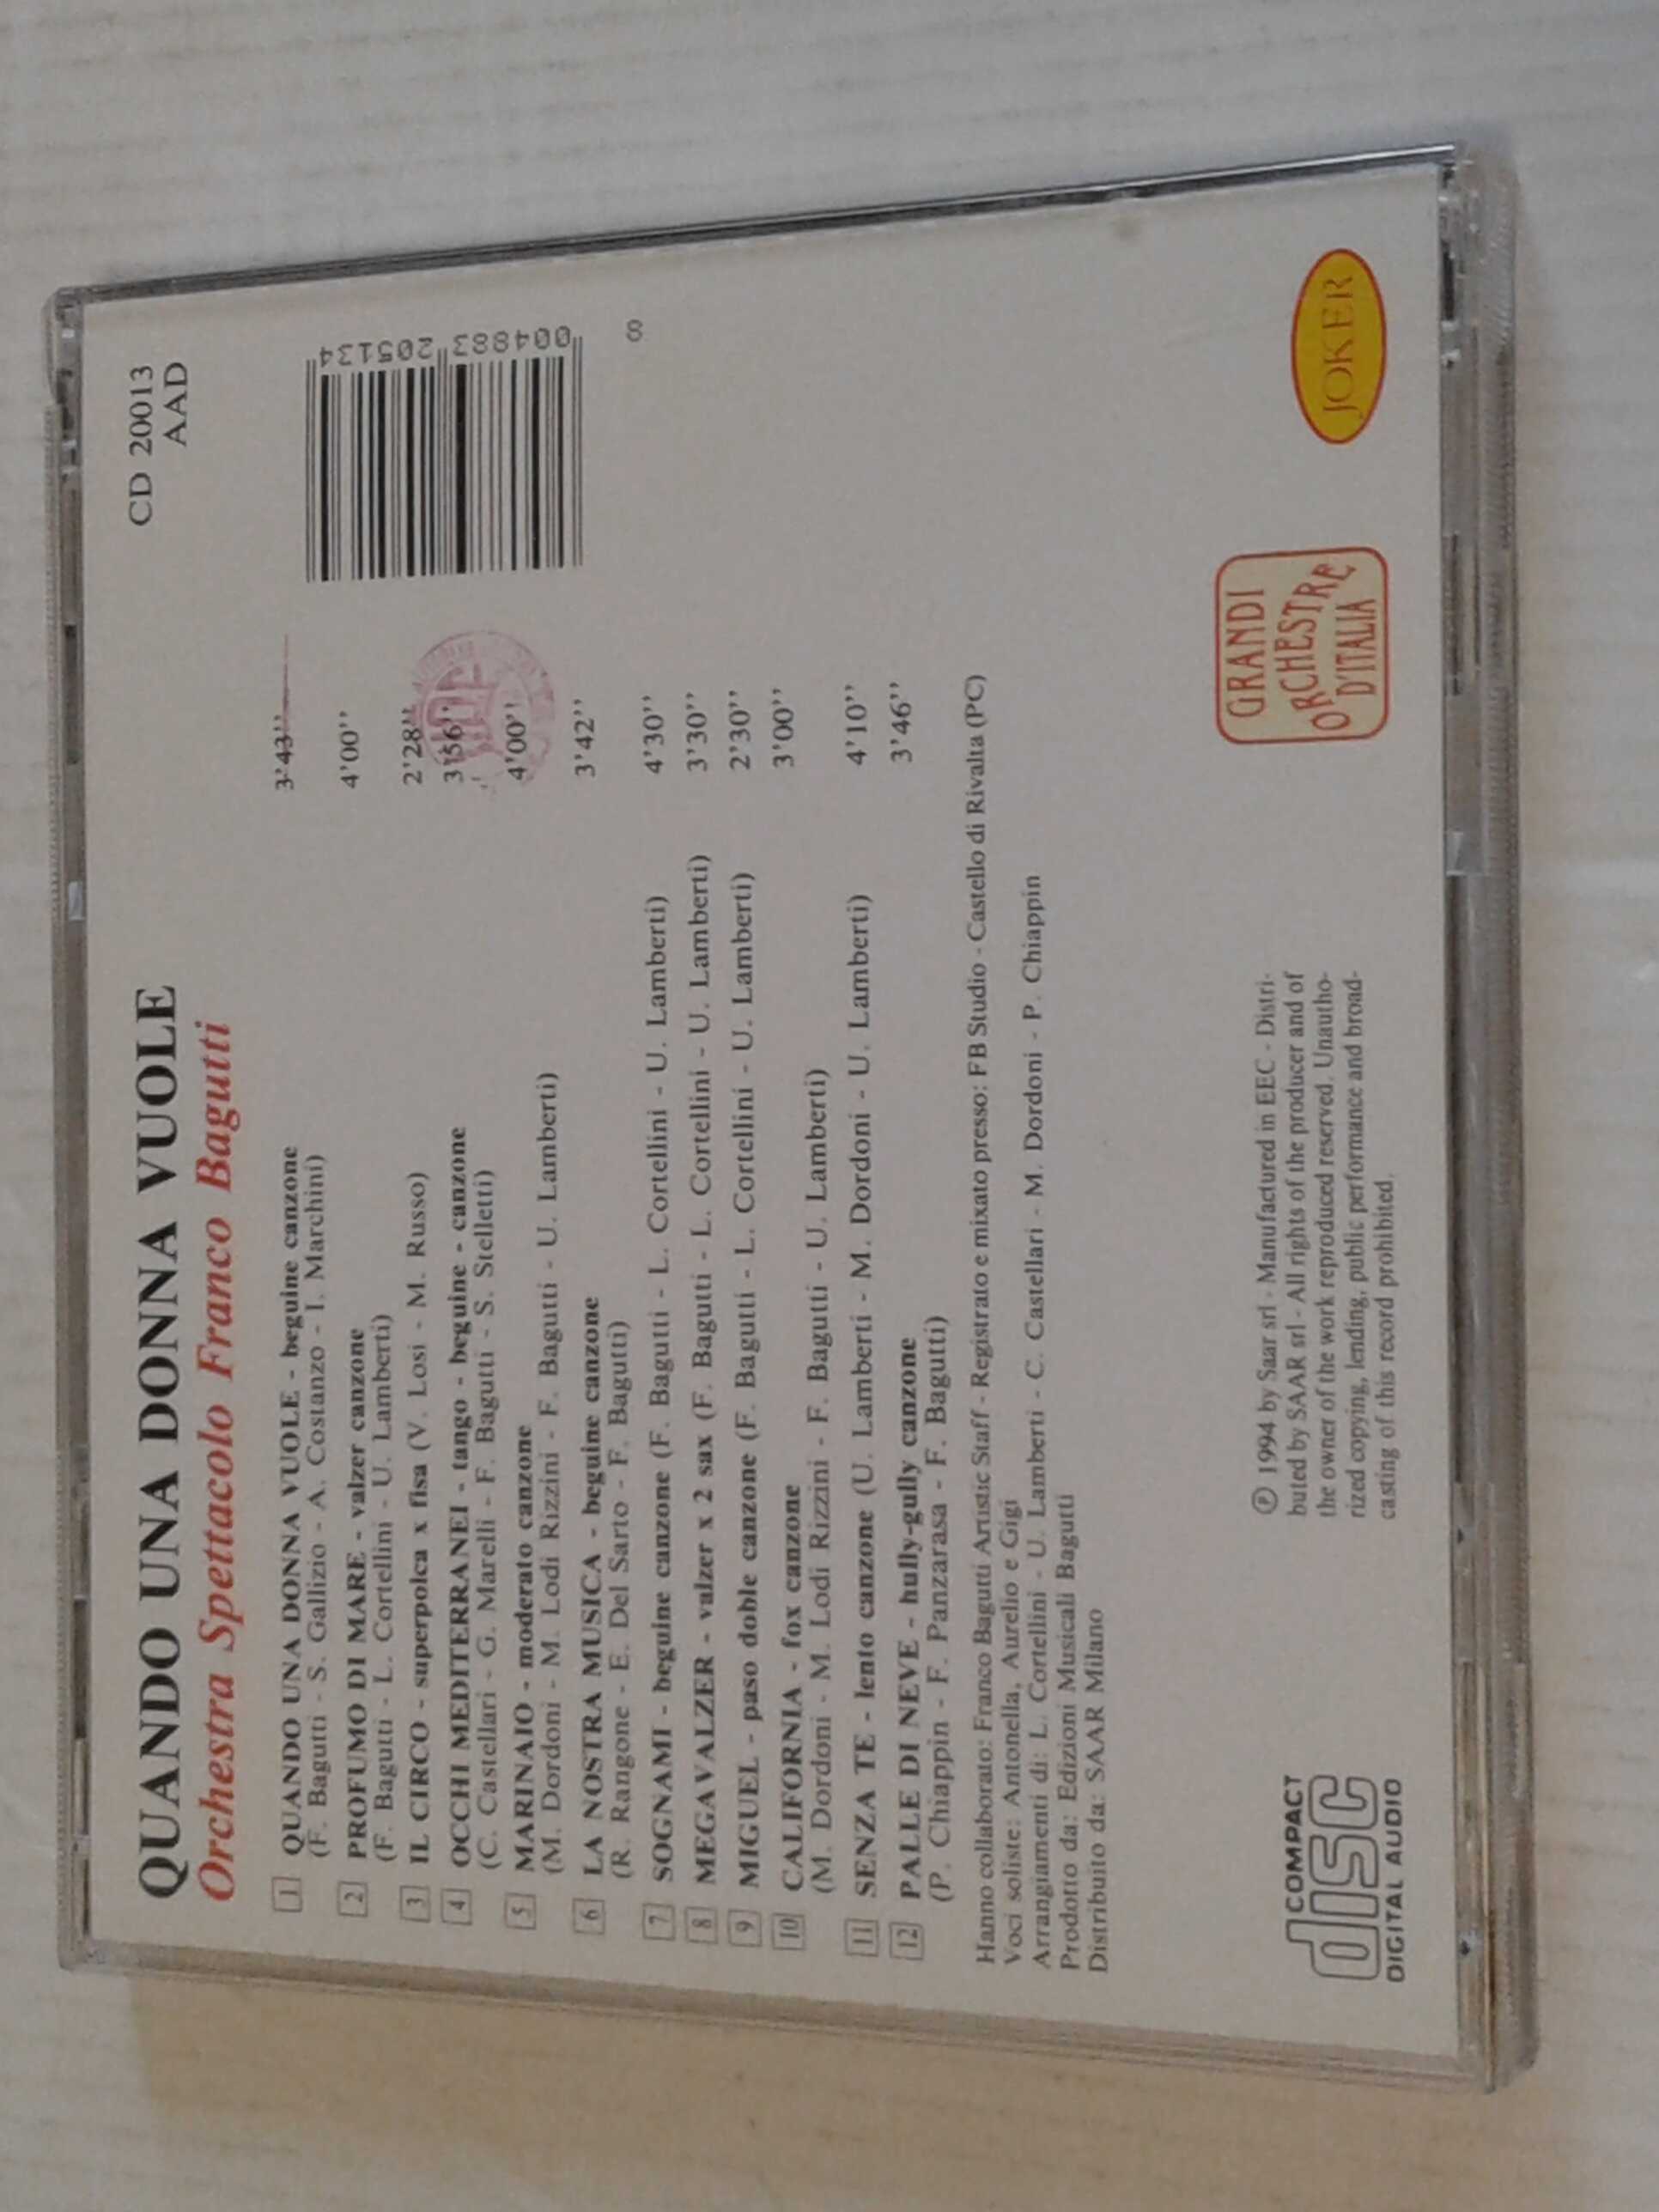 QUANDO UNA DONNA VUOLE
Orchestra Spettacolo Franco Bagutti
CD 20013
AAD
1 QUANDO UNA DONNA VUOLE - beguine canzone 3'43''
(F. Bagutti - S. Gallizio - A. Costanzo - I. Marchini)
2 PROFUMO DI MARE - valzer canzone 4'00''
(F. Bagutti - L. Cortellini - U. Lamberti)
3 IL CIRCO - superpolca x fisa (V. Losi - M. Russo) 2'28''
4 OCCHI MEDITERRANEI - tango - beguine - canzone 3'56''
(C. Castellari - G. Marelli - F. Bagutti - S. Stelletti)
5 MARINAIO - moderato canzone 4'00''
(M. Dordoni - M. Lodi Rizzini - F. Bagutti - U. Lamberti)
6 LA NOSTRA MUSICA - beguine canzone 3'42''
(R. Rangone - E. Del Sarto - F. Bagutti)
7 SOGNAMI - beguine canzone (F. Bagutti - L. Cortellini - U. Lamberti) 4'30''
8 MEGAVALZER - valzer x 2 sax (F. Bagutti - L. Cortellini - U. Lamberti) 3'30''
9 MIGUEL - paso doble canzone (F. Bagutti - L. Cortellini - U. Lamberti) 2'30''
10 CALIFORNIA - fox canzone 3'00''
(M. Dordoni - M. Lodi Rizzini - F. Bagutti - U. Lamberti)
11 SENZA TE - lento canzone (U. Lamberti - M. Dordoni - U. Lamberti) 4'10''
12 PALLE DI NEVE - hully-gully canzone 3'46''
(P. Chiappin - F. Panzarasa - F. Bagutti)
8 004883 205134
Hanno collaborato: Franco Bagutti Artistic Staff - Registrato e mixato presso: FB Studio - Castello di Rivalta (PC)
Voci soliste: Antonella, Aurelio e Gigi
Arrangiamenti di: L. Cortellini - U. Lamberti - C. Castellari - M. Dordoni - P. Chiappin
Prodotto da: Edizioni Musicali Bagutti
Distribuito da: SAAR Milano
COMPACT
disc
DIGITAL AUDIO
℗ 1994 by Saar srl - Manufactured in EEC - Distri-
buted by SAAR srl - All rights of the producer and of
the owner of the work reproduced reserved. Unautho-
rized copying, lending, public performance and broad-
casting of this record prohibited.
GRANDI
ORCHESTRE
D'ITALIA
JOKER